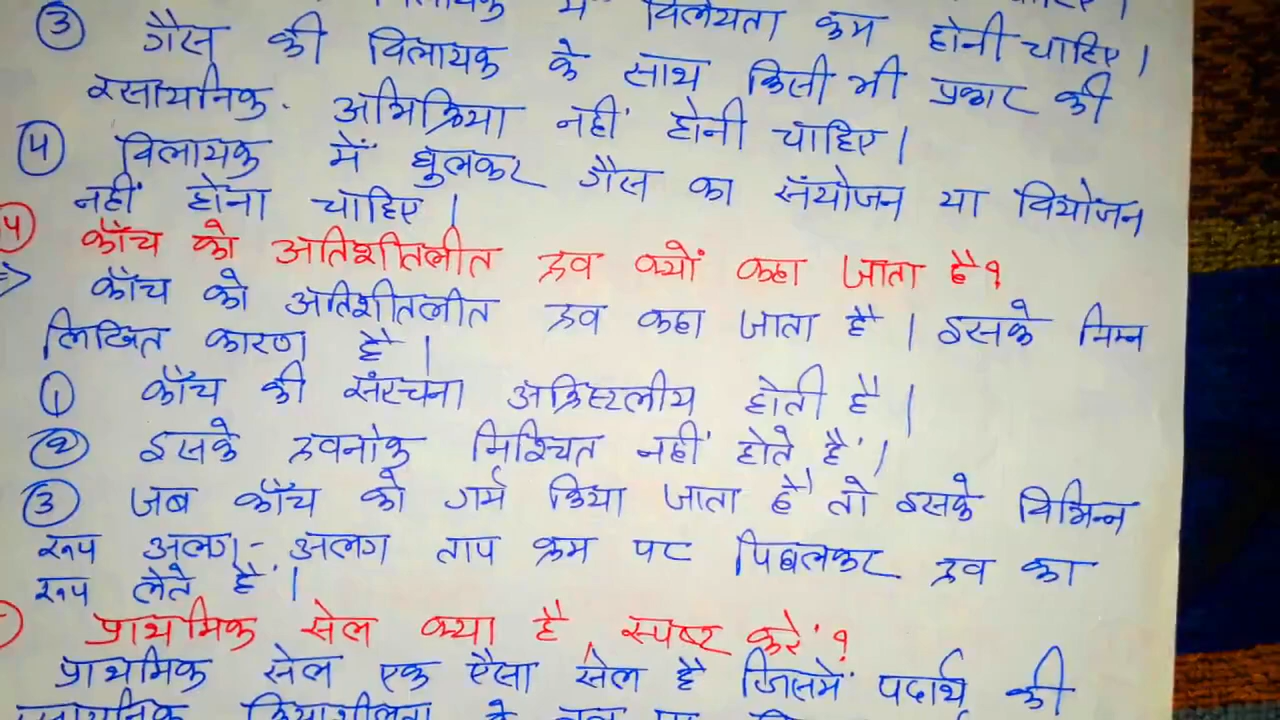 में विलेयता कम होनी चाहिए।
③ गैस की विलायक के साथ किसी भी प्रकार की
रसायनिक. अभिक्रिया नहीं होनी चाहिए।
④ विलायक में घुलकर गैस का संयोजन या वियोजन
नहीं होना चाहिए।
काँच को अतिशीतलीत द्रव क्यों कहा जाता है?
⇒ काँच को अतिशीतलीत द्रव कहा जाता है। इसके निम्न
लिखित कारण है।
① काँच की संरचना अक्रिस्टलीय होती है।
② इसके द्रवनांक निश्चित नहीं होते है।
③ जब काँच को गर्म किया जाता है तो इसके विभिन्न
रूप अलग-अलग ताप क्रम पर पिघलकर द्रव का
रूप लेते है।
प्राथमिक सेल क्या है, स्पष्ट करें?
प्राथमिक सेल एक ऐसा सेल है जिसमें पदार्थ की